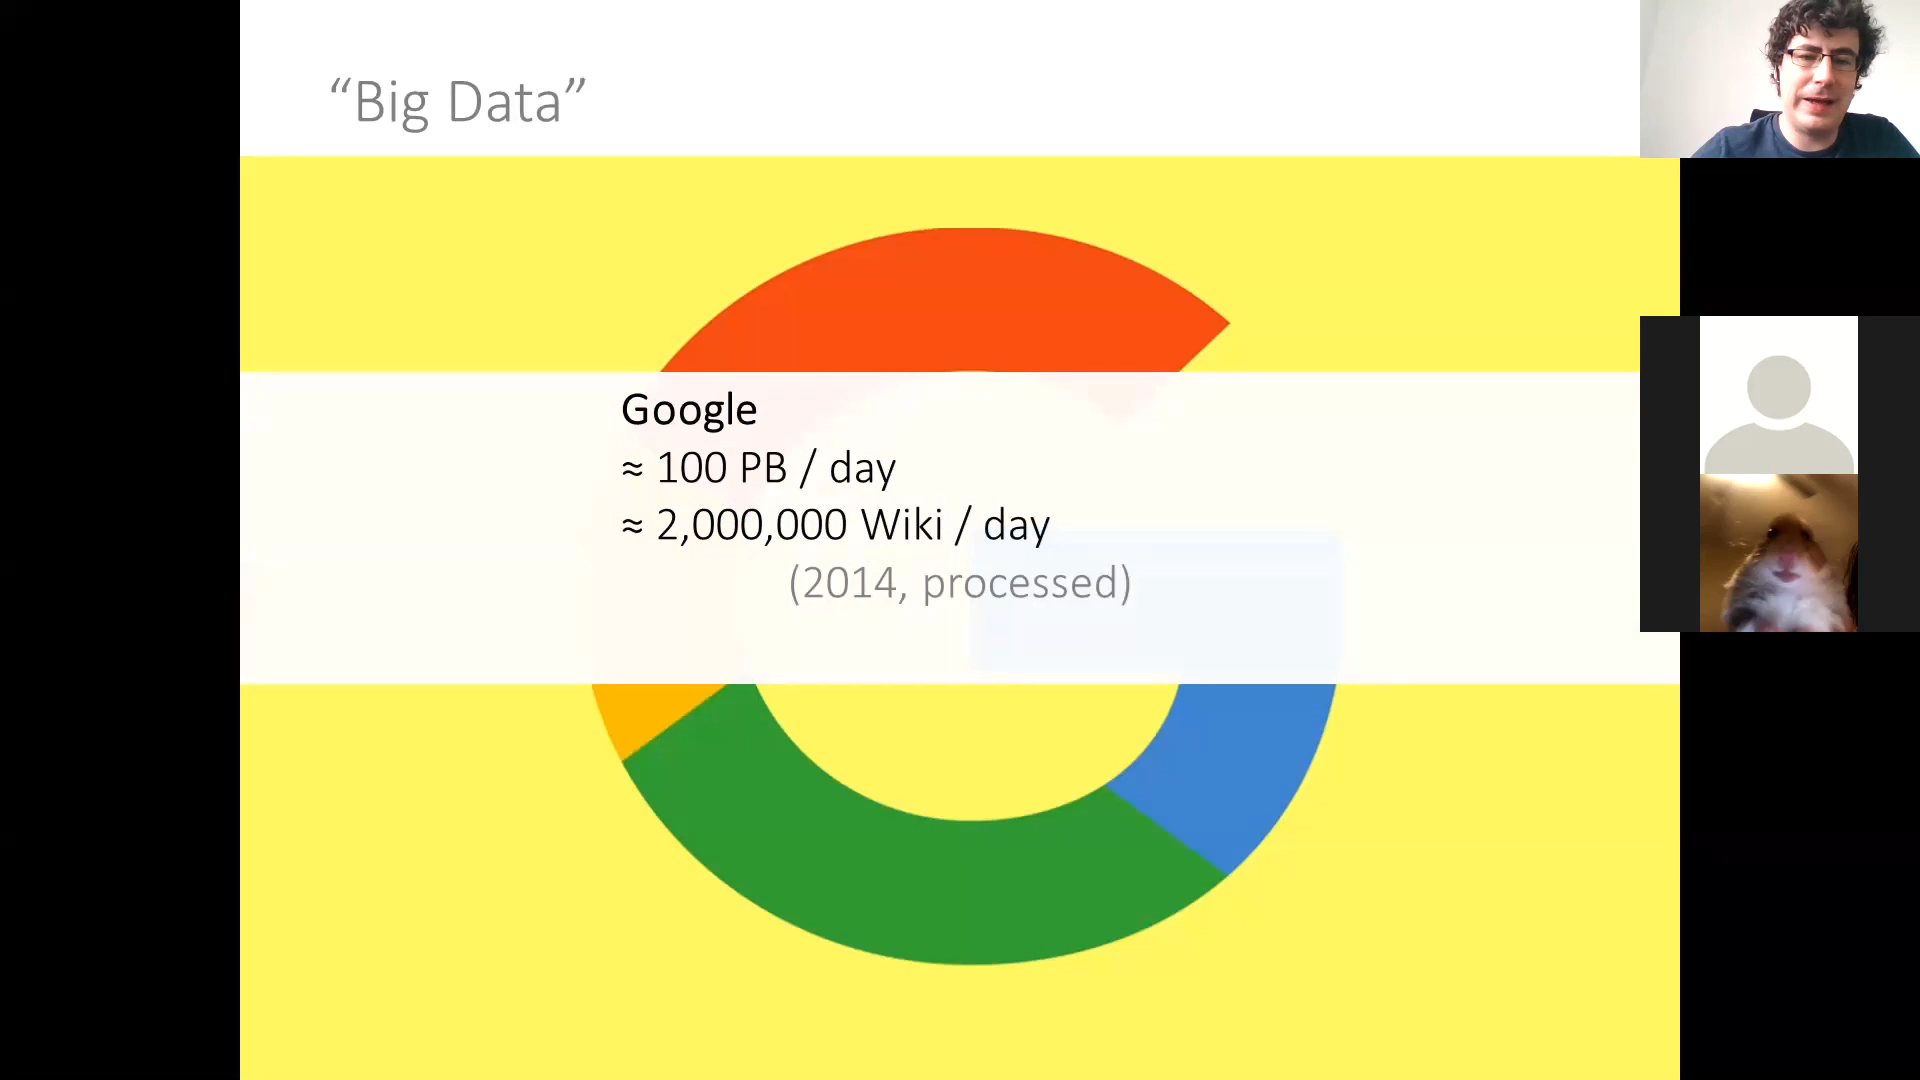 “Big Data”
Google
≈ 100 PB / day
≈ 2,000,000 Wiki / day
(2014, processed)